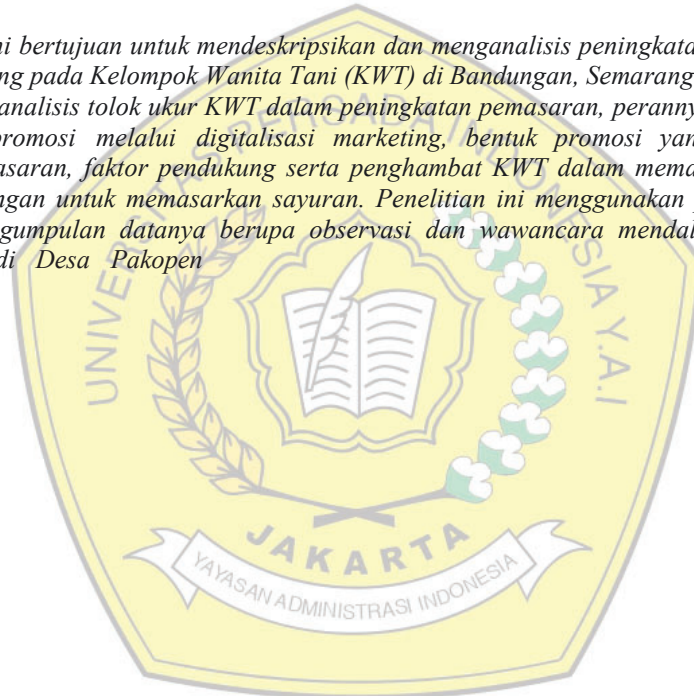 ni bertujuan untuk mendeskripsikan dan menganalisis peningkata
ng pada Kelompok Wanita Tani (KWT) di Bandungan, Semarang
analisis tolok ukur KWT dalam peningkatan pemasaran, perannya
promosi melalui digitalisasi marketing, bentuk promosi yan
asaran, faktor pendukung serta penghambat KWT dalam mema
ngan untuk memasarkan sayuran. Penelitian ini menggunakan
gumpulan datanya berupa observasi dan wawancara mendal
di Desa Pakopen
UNIVERSITAS PERSADA INDONESIA Y.A.I
JAKARTA
YAYASAN ADMINISTRASI INDONESIA